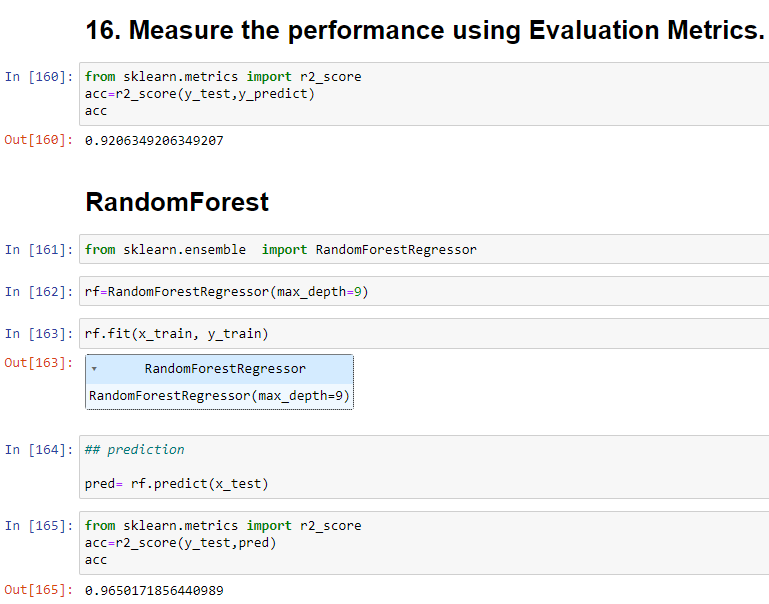 16. Measure the performance using Evaluation Metrics.
In [160]: from sklearn.metrics import r2_score
acc=r2_score(y_test,y_predict)
acc
Out[160]: 0.9206349206349207
RandomForest
In [161]: from sklearn.ensemble  import RandomForestRegressor
In [162]: rf=RandomForestRegressor(max_depth=9)
In [163]: rf.fit(x_train, y_train)
Out[163]: ▾ RandomForestRegressor
RandomForestRegressor(max_depth=9)
In [164]: ## prediction
pred= rf.predict(x_test)
In [165]: from sklearn.metrics import r2_score
acc=r2_score(y_test,pred)
acc
Out[165]: 0.9650171856440989